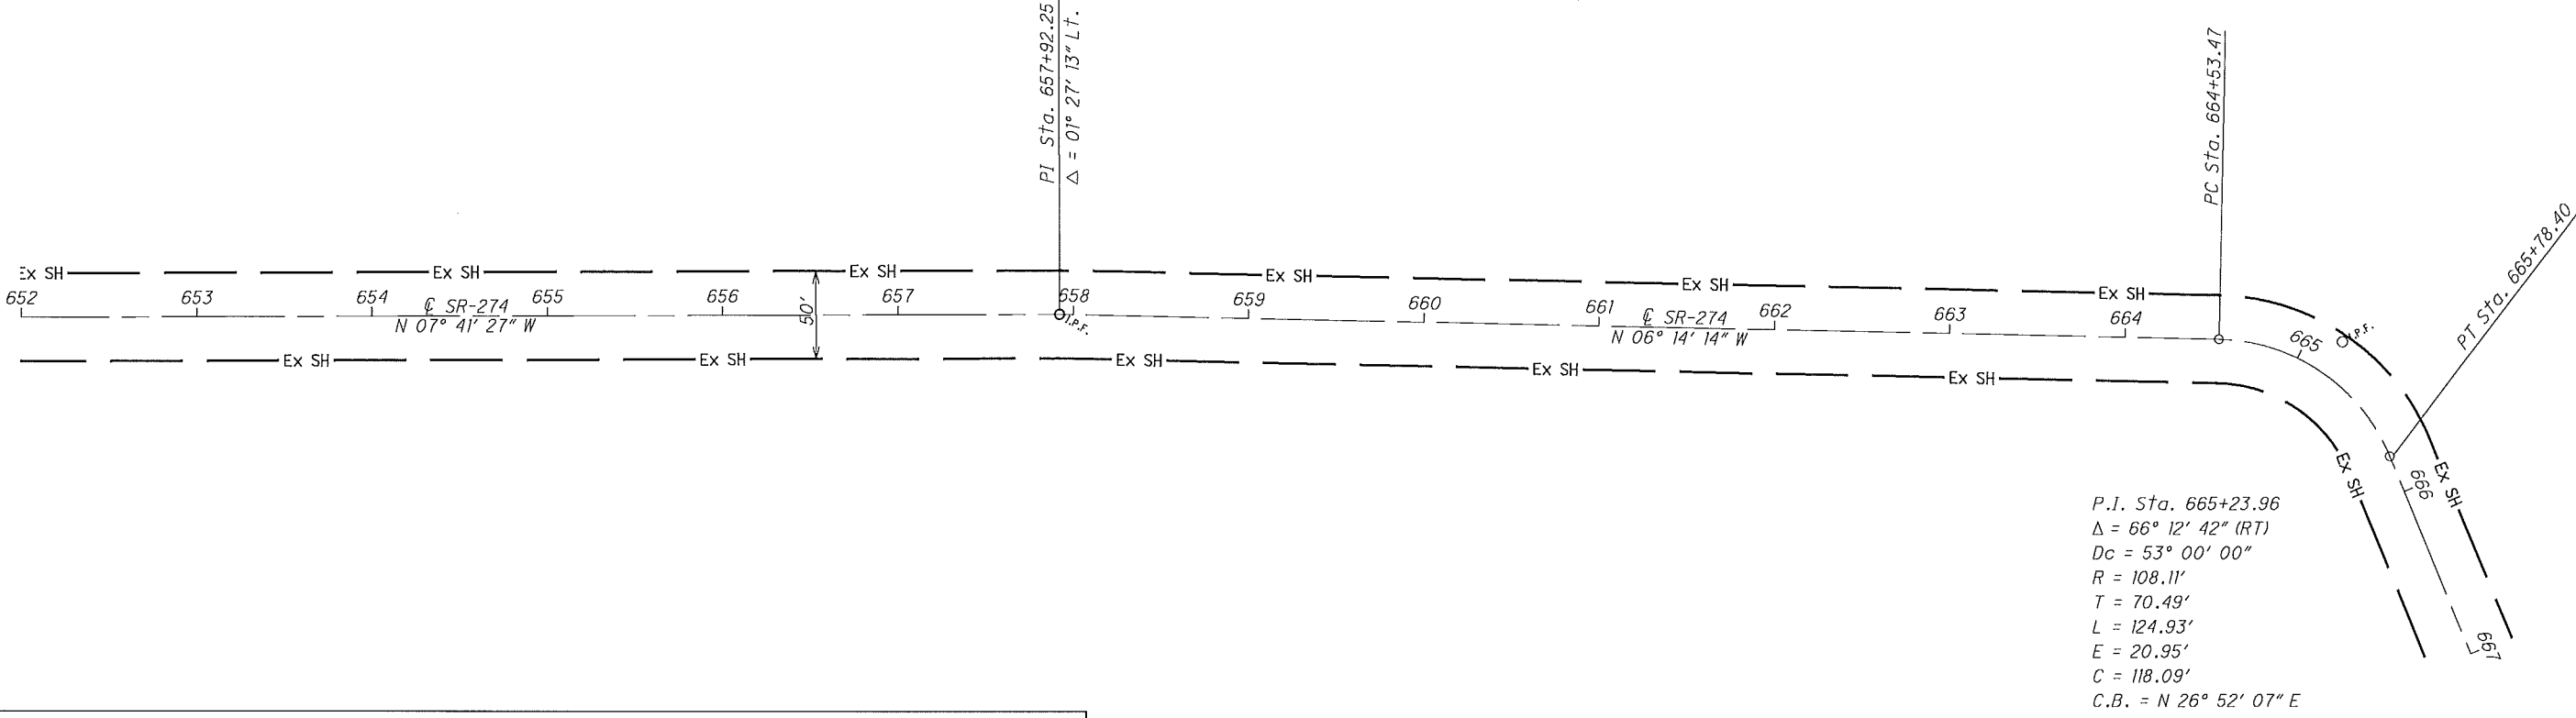 PI Sta. 657+92.25
Δ = 01° 27' 13" Lt.
PC Sta. 664+53.47
PT Sta. 665+78.40
Ex SH
Ex SH
Ex SH
Ex SH
Ex SH
Ex SH
652
653
654
655
656
657
658
659
660
661
662
663
664
665
666
667
℄ SR-274
N 07° 41' 27" W
50'
I.P.F.
℄ SR-274
N 06° 14' 14" W
I.P.F.
Ex SH
Ex SH
Ex SH
Ex SH
Ex SH
Ex SH
Ex SH
P.I. Sta. 665+23.96
Δ = 66° 12' 42" (RT)
Dc = 53° 00' 00"
R = 108.11'
T = 70.49'
L = 124.93'
E = 20.95'
C = 118.09'
C.B. = N 26° 52' 07" E